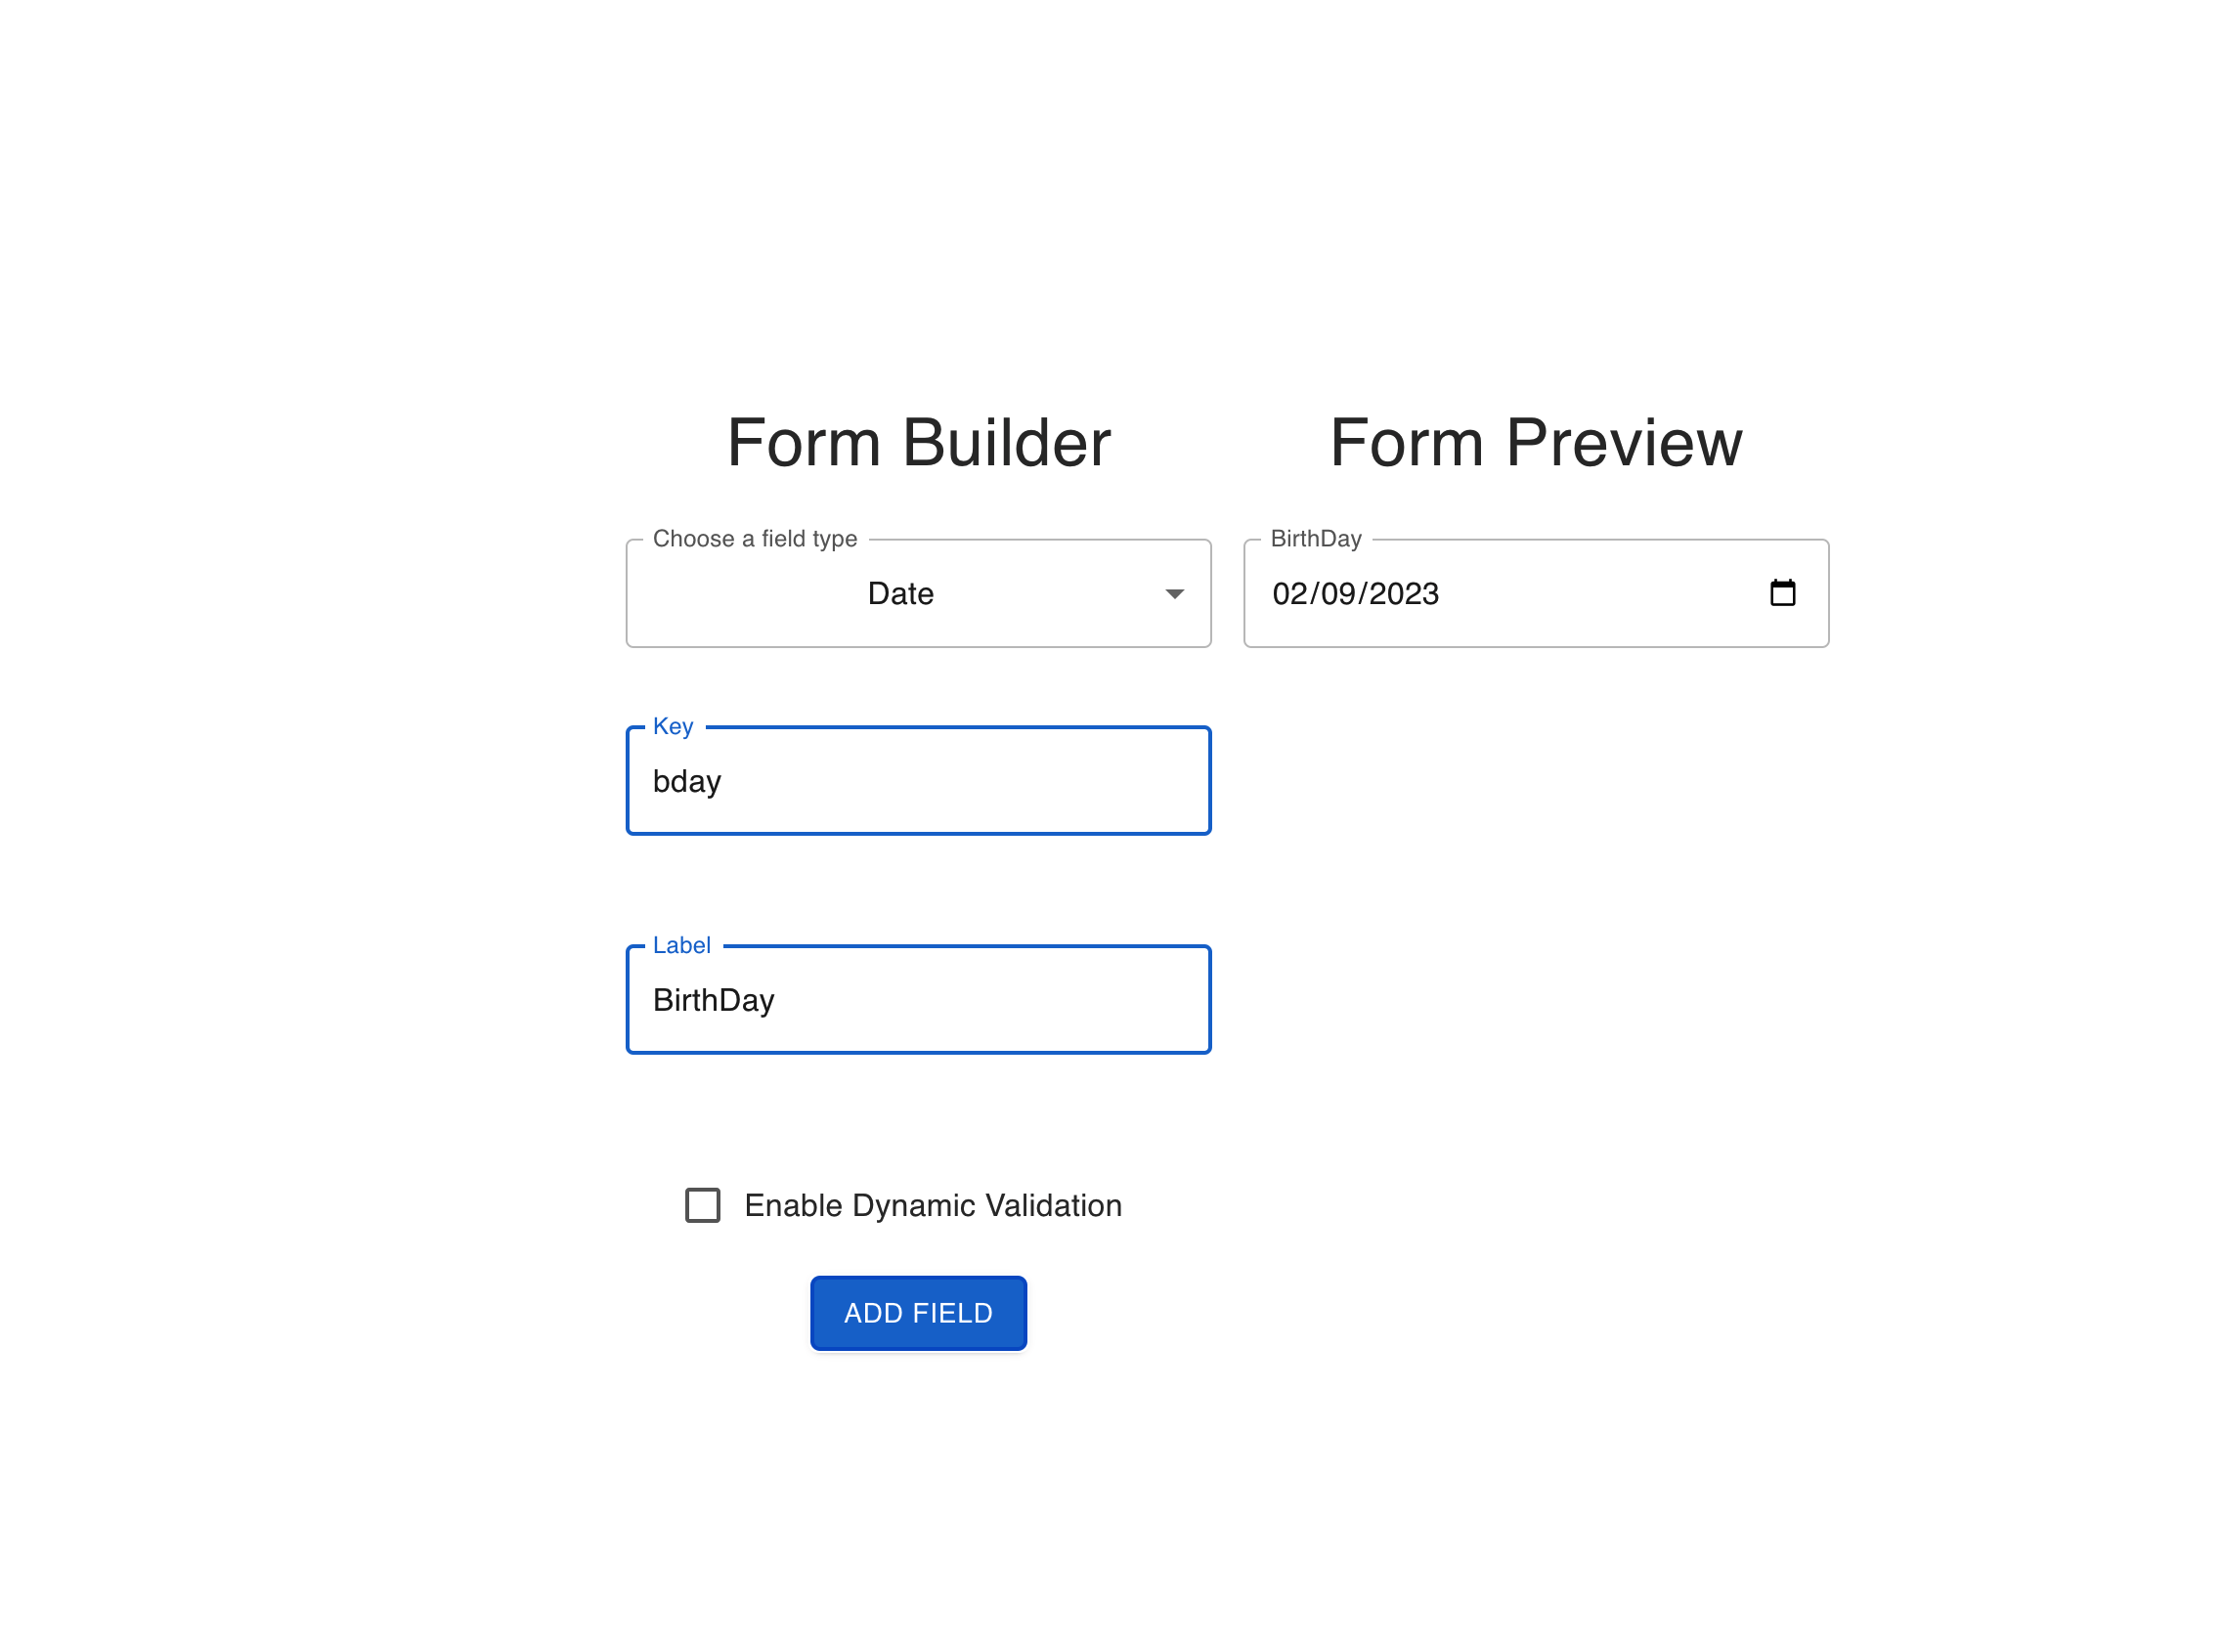 Form Builder
Choose a field type
Date
Key
bday
Label
BirthDay
Enable Dynamic Validation
ADD FIELD
Form Preview
BirthDay
02/09/2023